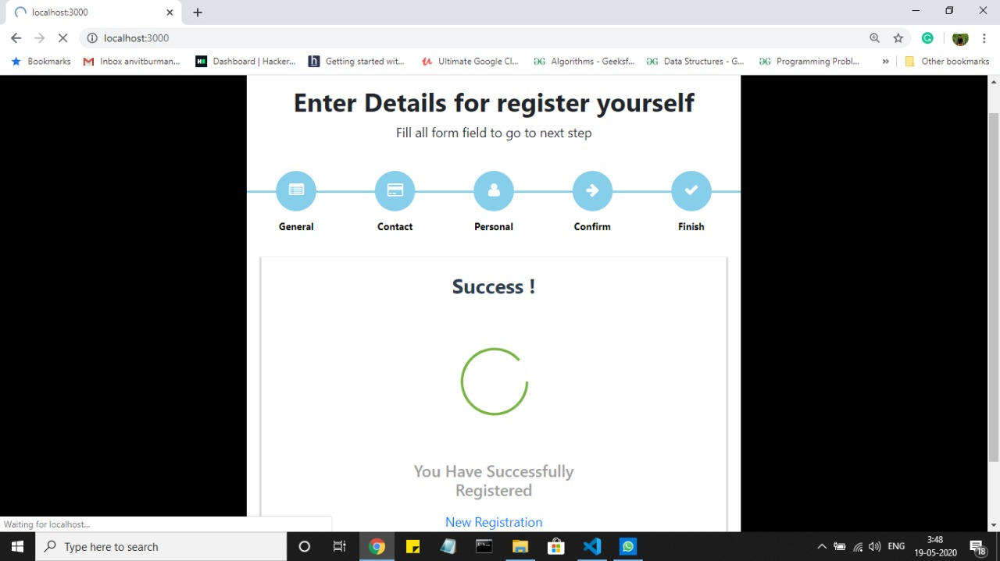 localhost:3000
localhost:3000
Bookmarks
Inbox anvitburman...
Dashboard | Hacker...
Getting started wit...
Ultimate Google Cl...
Algorithms - Geeksf...
Data Structures - G...
Programming Probl...
»
Other bookmarks
Enter Details for register yourself
Fill all form field to go to next step
General
Contact
Personal
Confirm
Finish
Success !
You Have Successfully
Registered
New Registration
Waiting for localhost...
Type here to search
ENG
3:48
19-05-2020
18